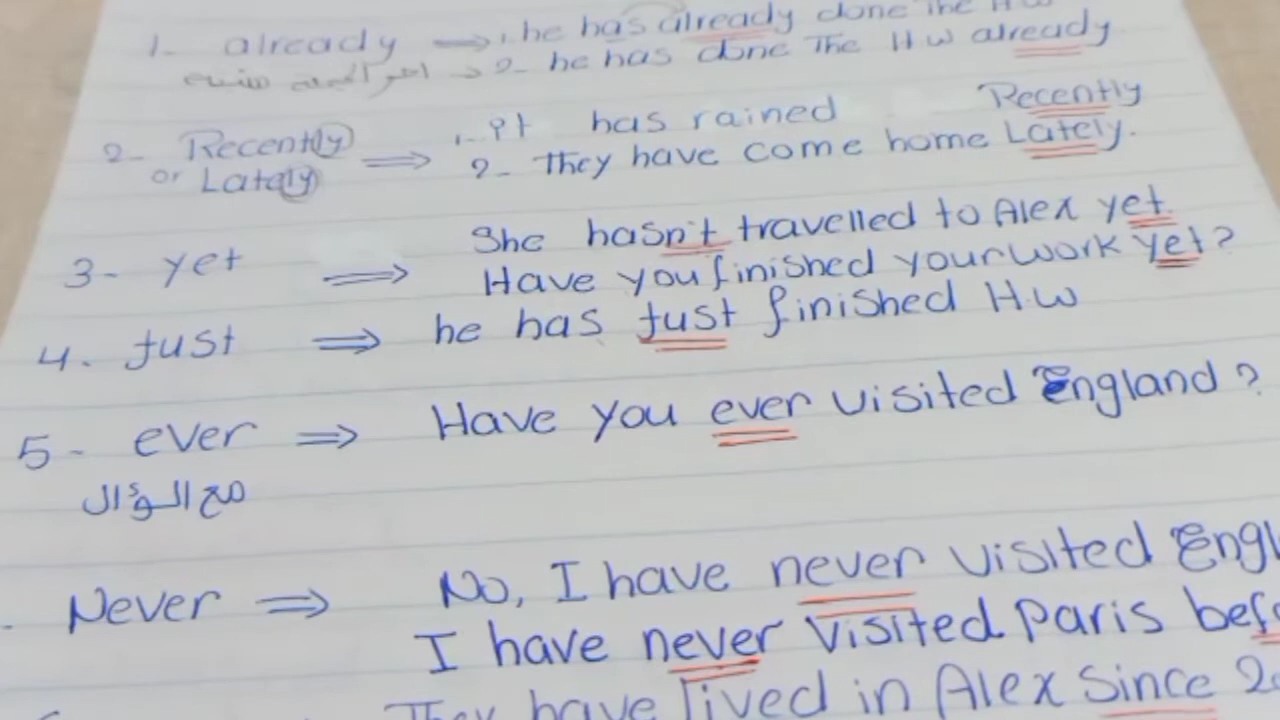 1- already ⇒ 1. he has already done the HW
2- he has done The HW already
2- Recently ⇒ 1- It has rained Recently
or Lately 2- They have come home Lately.
3- yet ⇒ She hasn't travelled to Alex yet.
Have you finished your work yet?
4. Just ⇒ he has Just finished H.W
5- ever ⇒ Have you ever visited England?
مع السؤال
Never ⇒ No, I have never visited Engl
I have never visited Paris bef
They have lived in Alex Since 20